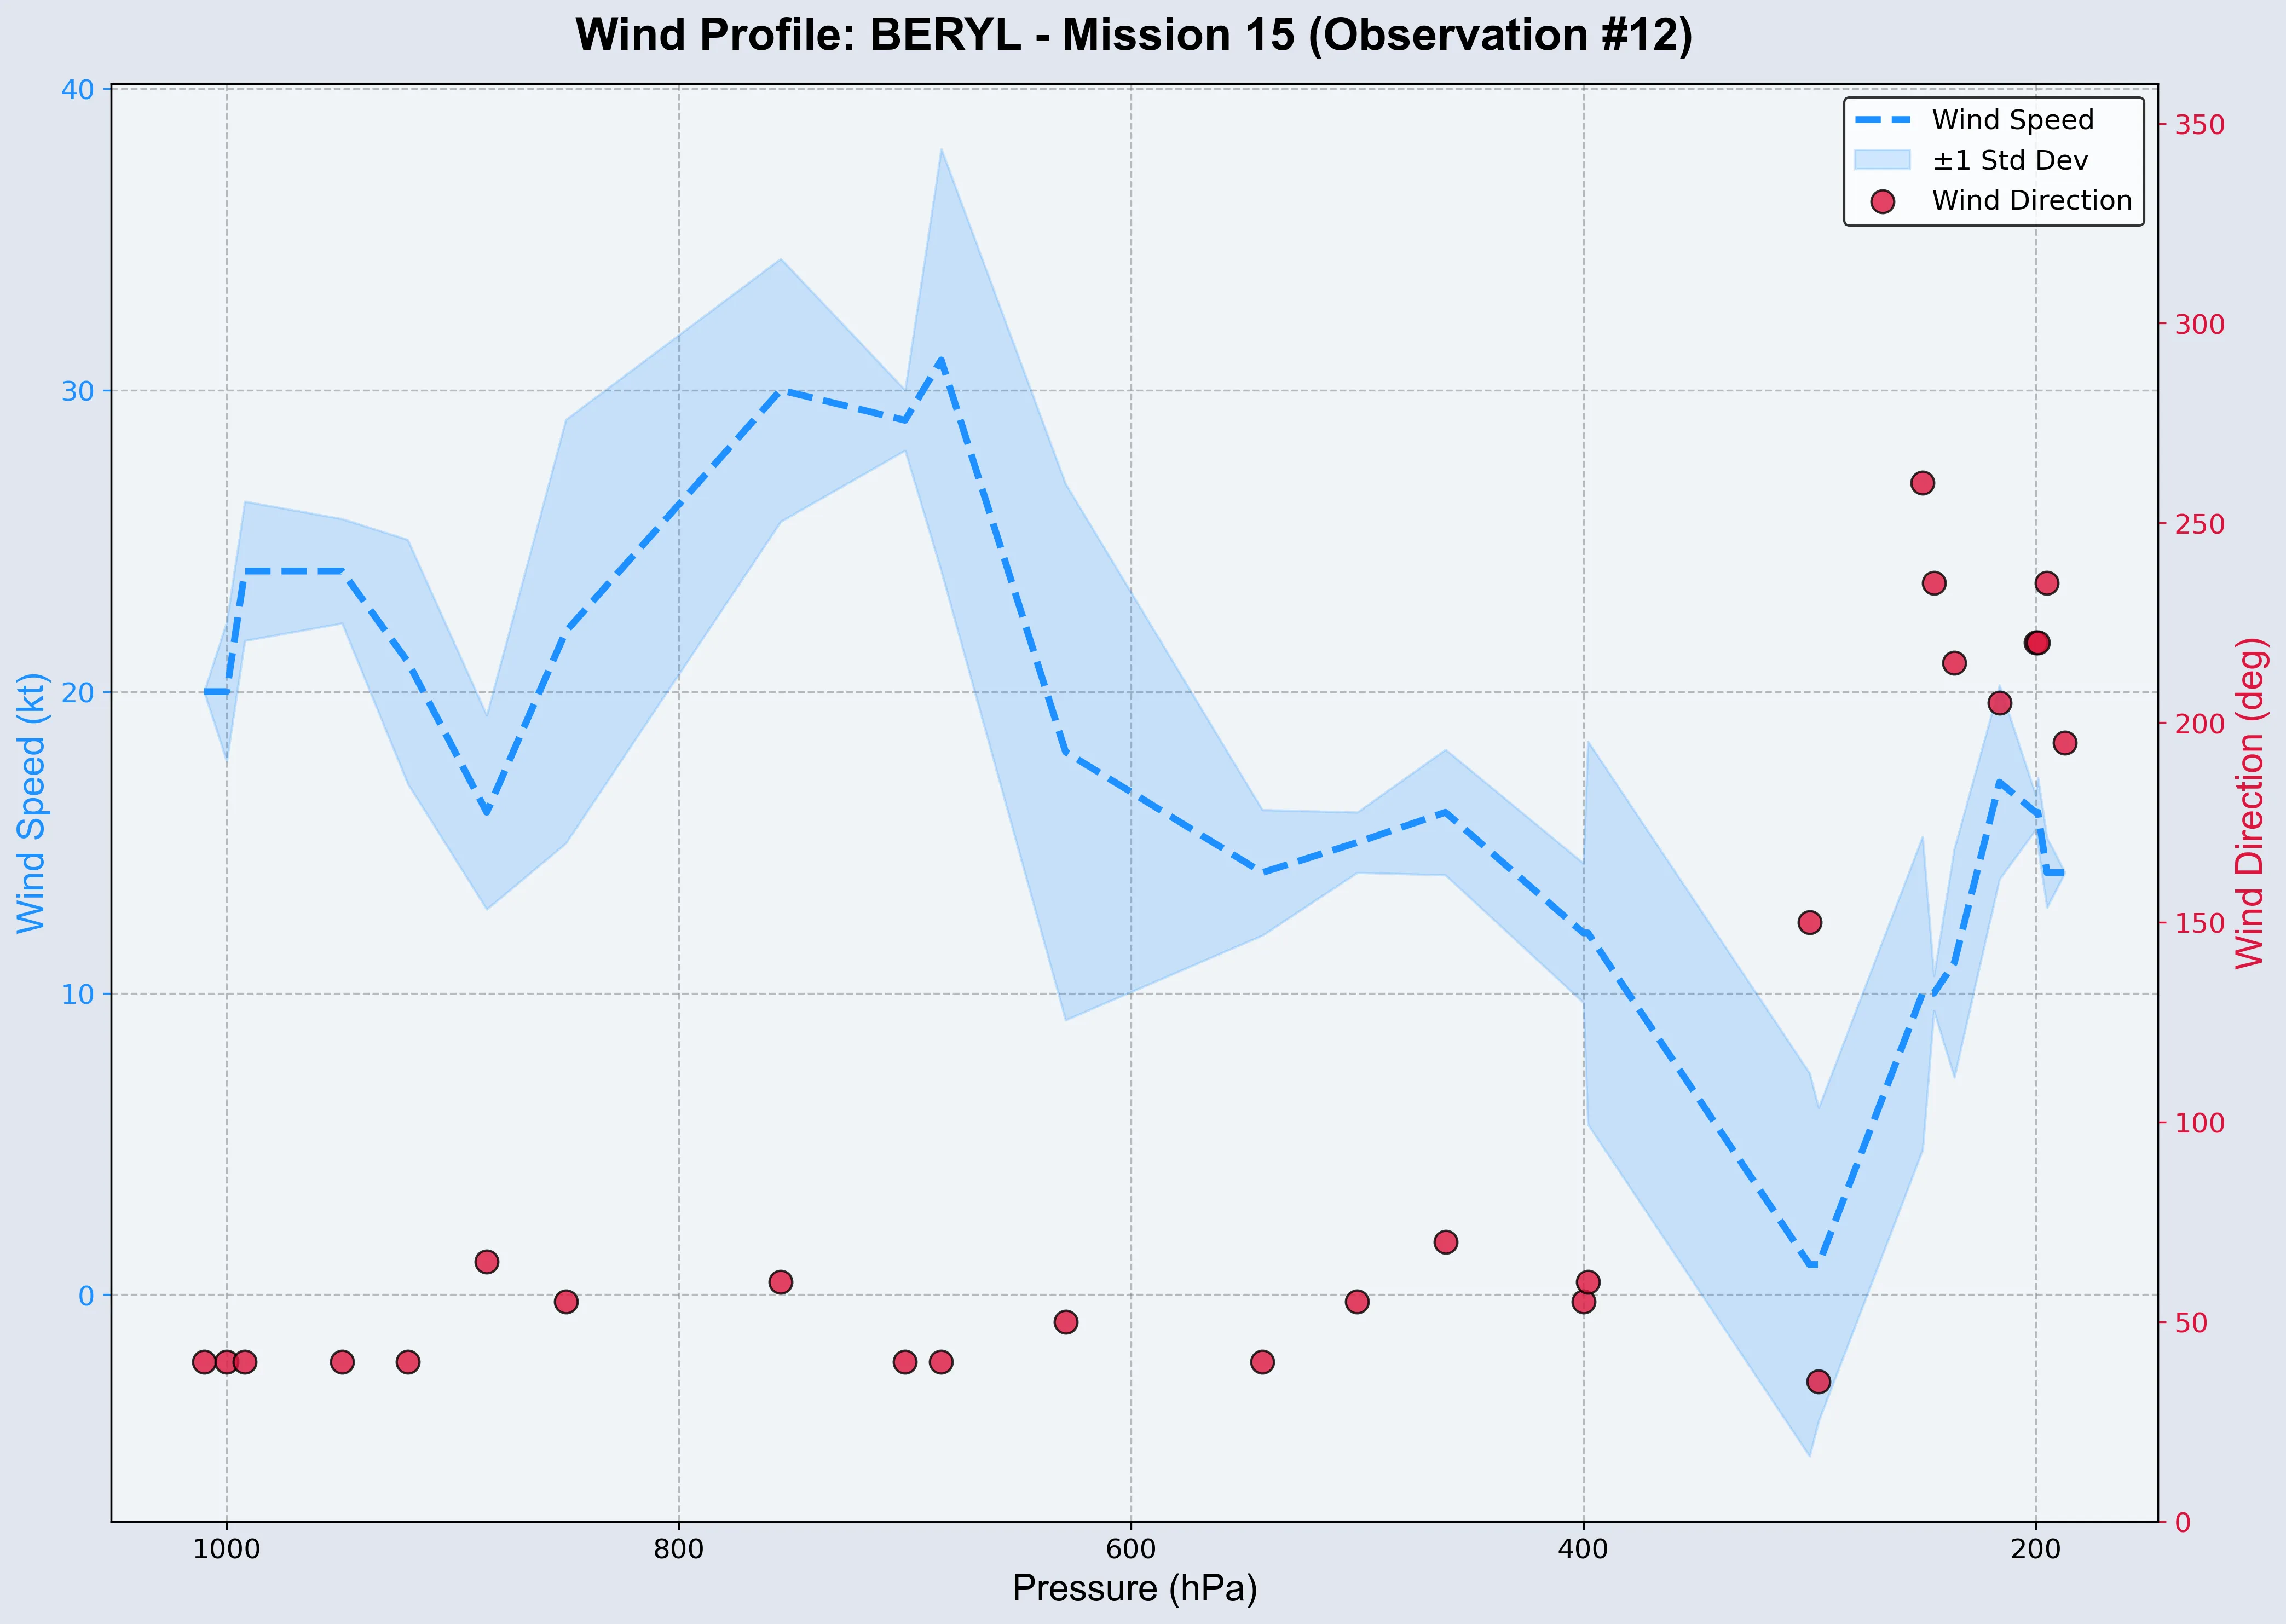 Wind Profile: BERYL - Mission 15 (Observation #12)
Wind Speed
±1 Std Dev
Wind Direction
Wind Speed (kt)
40
30
20
10
0
Wind Direction (deg)
350
300
250
200
150
100
50
0
1000 800 600 400 200
Pressure (hPa)